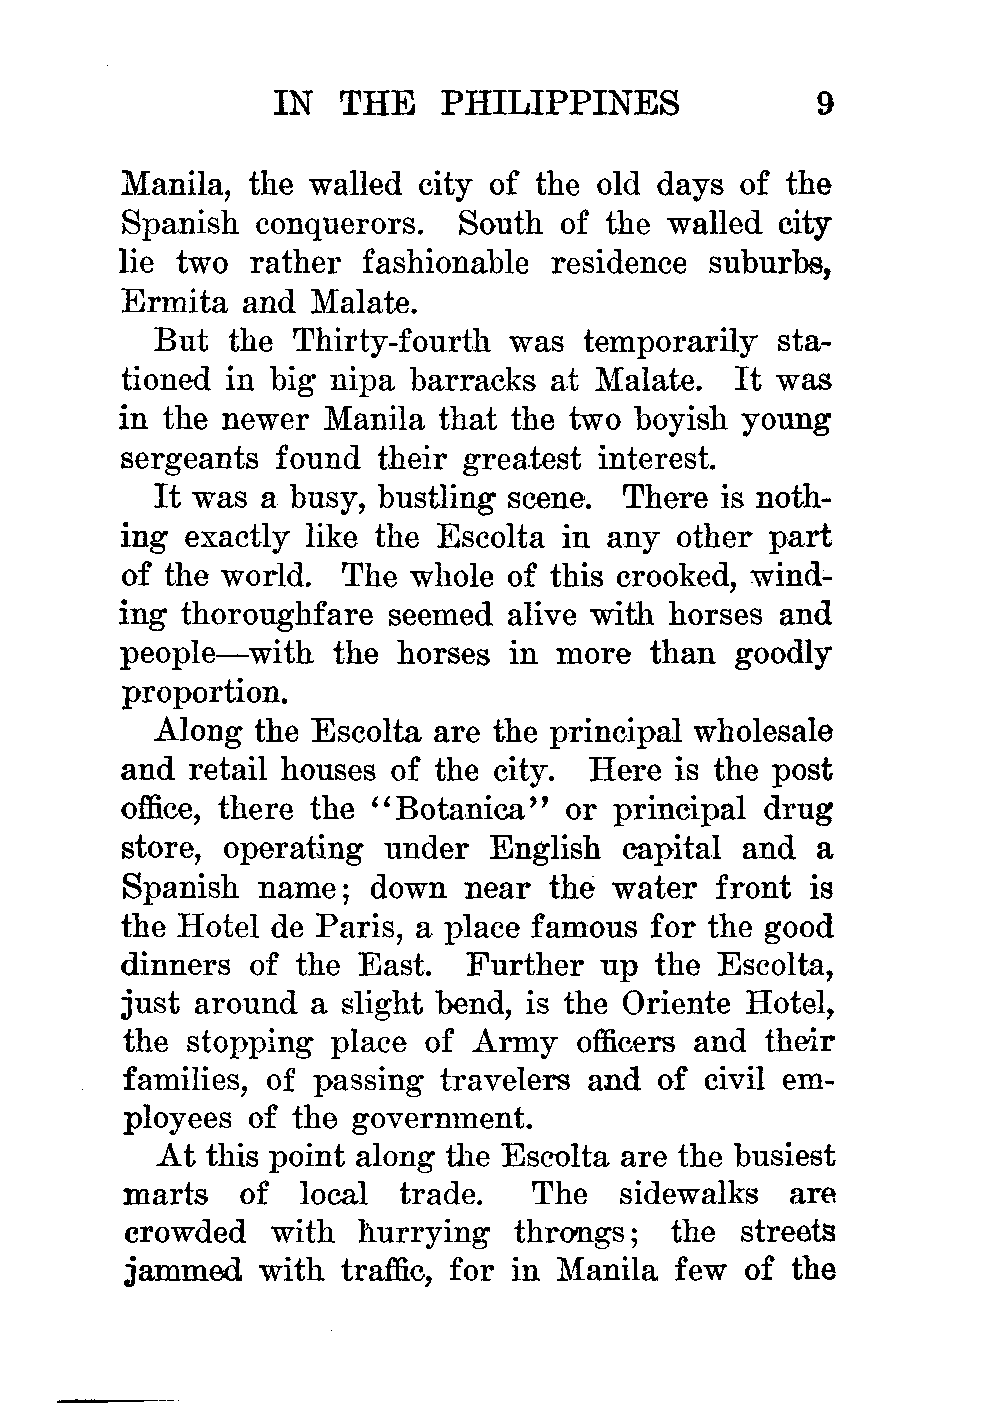 IN THE PHILIPPINES 9
Manila, the walled city of the old days of the
Spanish conquerors. South of the walled city
lie two rather fashionable residence suburbs,
Ermita and Malate.
But the Thirty-fourth was temporarily sta-
tioned in big nipa barracks at Malate. It was
in the newer Manila that the two boyish young
sergeants found their greatest interest.
It was a busy, bustling scene. There is noth-
ing exactly like the Escolta in any other part
of the world. The whole of this crooked, wind-
ing thoroughfare seemed alive with horses and
people—with the horses in more than goodly
proportion.
Along the Escolta are the principal wholesale
and retail houses of the city. Here is the post
office, there the "Botanica" or principal drug
store, operating under English capital and a
Spanish name; down near the water front is
the Hotel de Paris, a place famous for the good
dinners of the East. Further up the Escolta,
just around a slight bend, is the Oriente Hotel,
the stopping place of Army officers and their
families, of passing travelers and of civil em-
ployees of the government.
At this point along the Escolta are the busiest
marts of local trade. The sidewalks are
crowded with hurrying throngs; the streets
jammed with traffic, for in Manila few of the